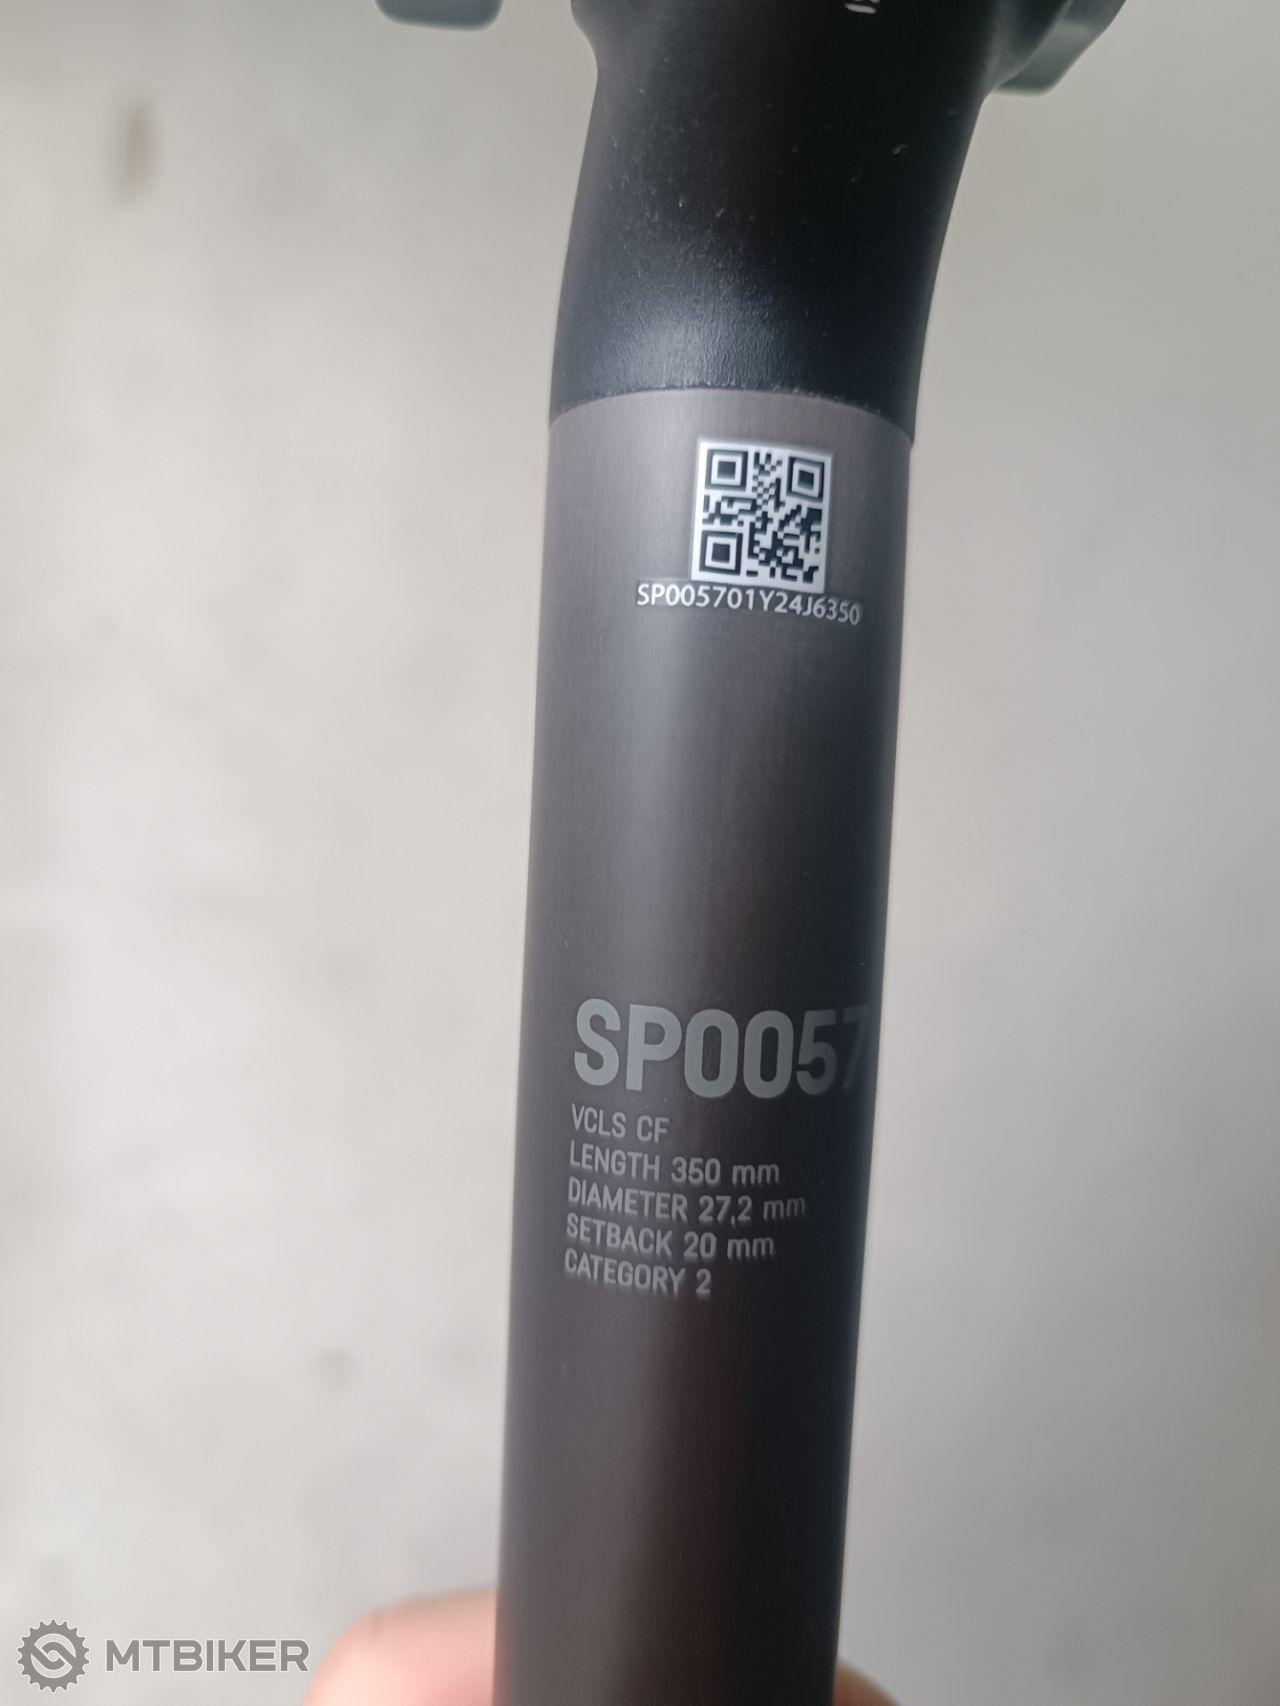 SP005701Y24J6350
SP0057
VCLS CF
LENGTH 350 mm
DIAMETER 27,2 mm
SETBACK 20 mm
CATEGORY 2
MTBIKER